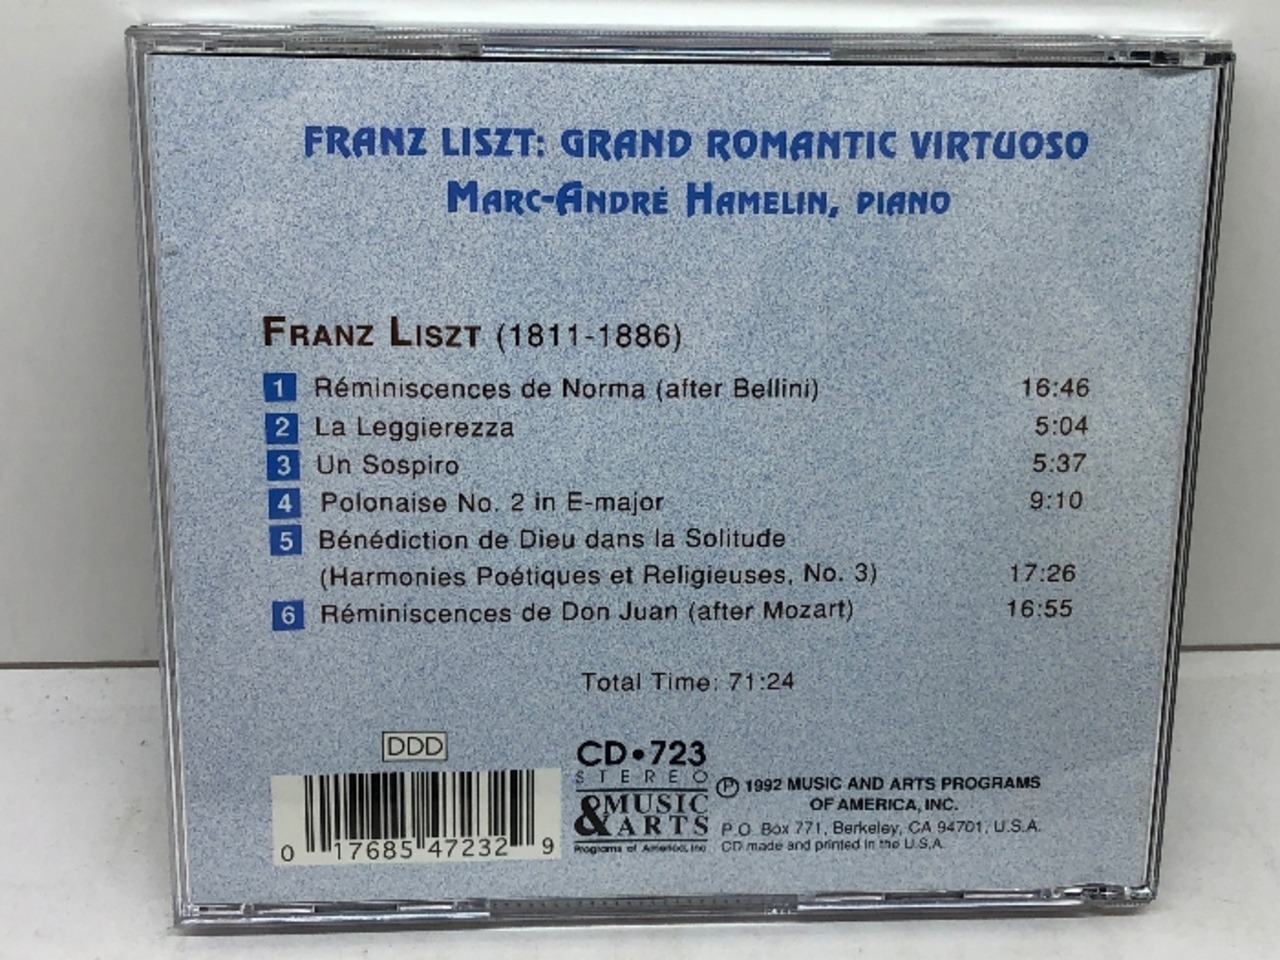 FRANZ LISZT: GRAND ROMANTIC VIRTUOSO
MARC-ANDRÉ HAMELIN, PIANO
FRANZ LISZT (1811-1886)
1 Réminiscences de Norma (after Bellini) 16:46
2 La Leggierezza 5:04
3 Un Sospiro 5:37
4 Polonaise No. 2 in E-major 9:10
5 Bénédiction de Dieu dans la Solitude
(Harmonies Poétiques et Religieuses, No. 3) 17:26
6 Réminiscences de Don Juan (after Mozart) 16:55
Total Time: 71:24
DDD
0 17685 47232 9
CD•723
STEREO
MUSIC
& ARTS
Programs of America, Inc
℗ 1992 MUSIC AND ARTS PROGRAMS
OF AMERICA, INC.
P.O. Box 771, Berkeley, CA 94701, U.S.A.
CD made and printed in the U.S.A.